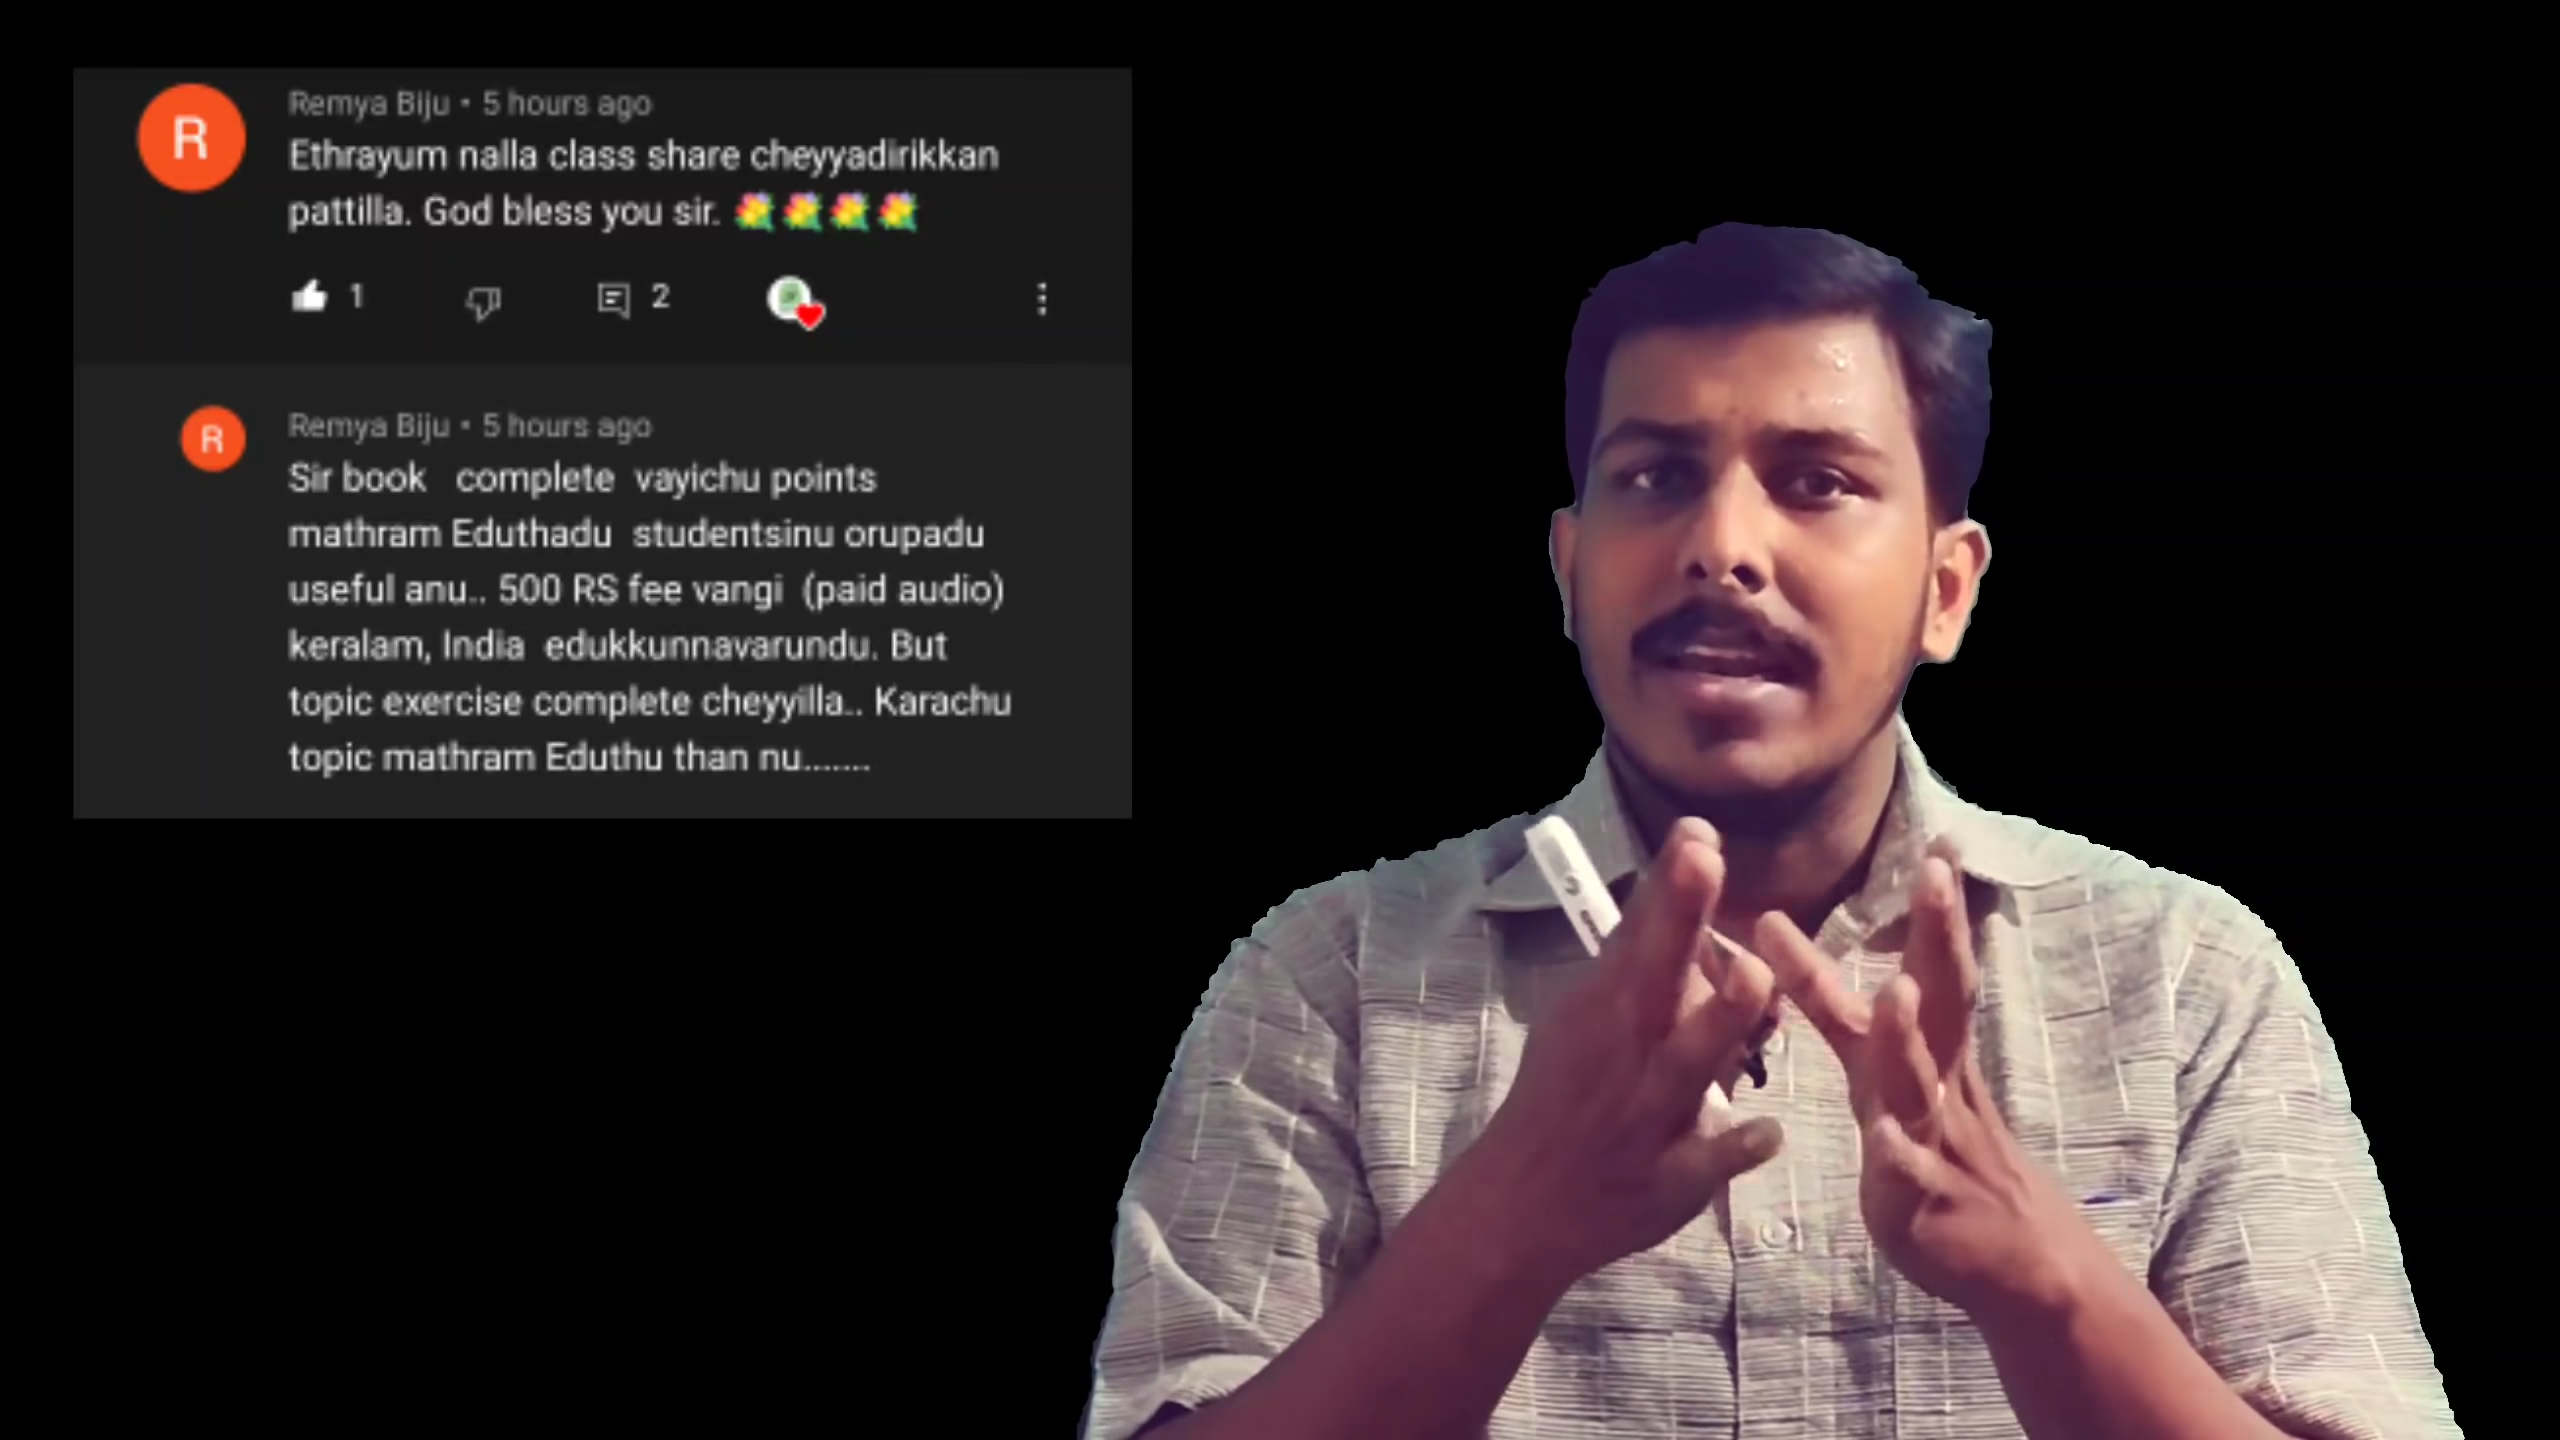 Remya Biju • 5 hours ago
Ethrayum nalla class share cheyyadirikkan
pattilla. God bless you sir. 💐💐💐💐
1
2
R
Remya Biju • 5 hours ago
Sir book complete vayichu points
mathram Eduthadu studentsinu orupadu
useful anu.. 500 RS fee vangi (paid audio)
keralam, India edukkunnavarundu. But
topic exercise complete cheyyilla.. Karachu
topic mathram Eduthu than nu.......
R